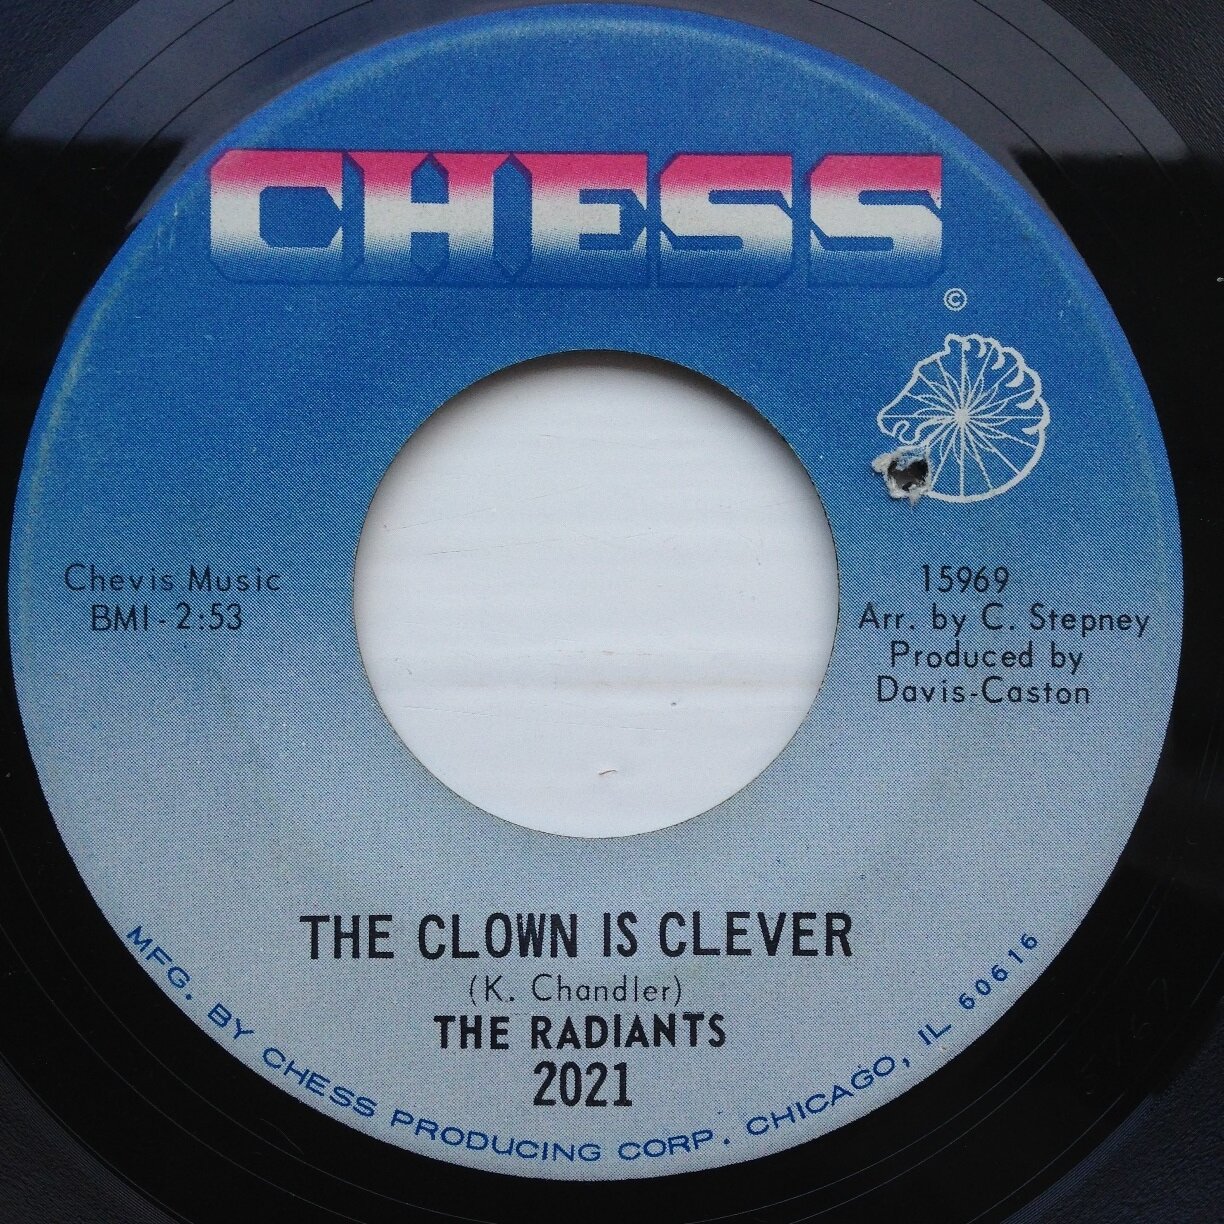 CHESS
©
Chevis Music
BMI - 2:53
15969
Arr. by C. Stepney
Produced by
Davis-Caston
THE CLOWN IS CLEVER
(K. Chandler)
THE RADIANTS
2021
MFG. BY CHESS PRODUCING CORP. CHICAGO, IL 60616